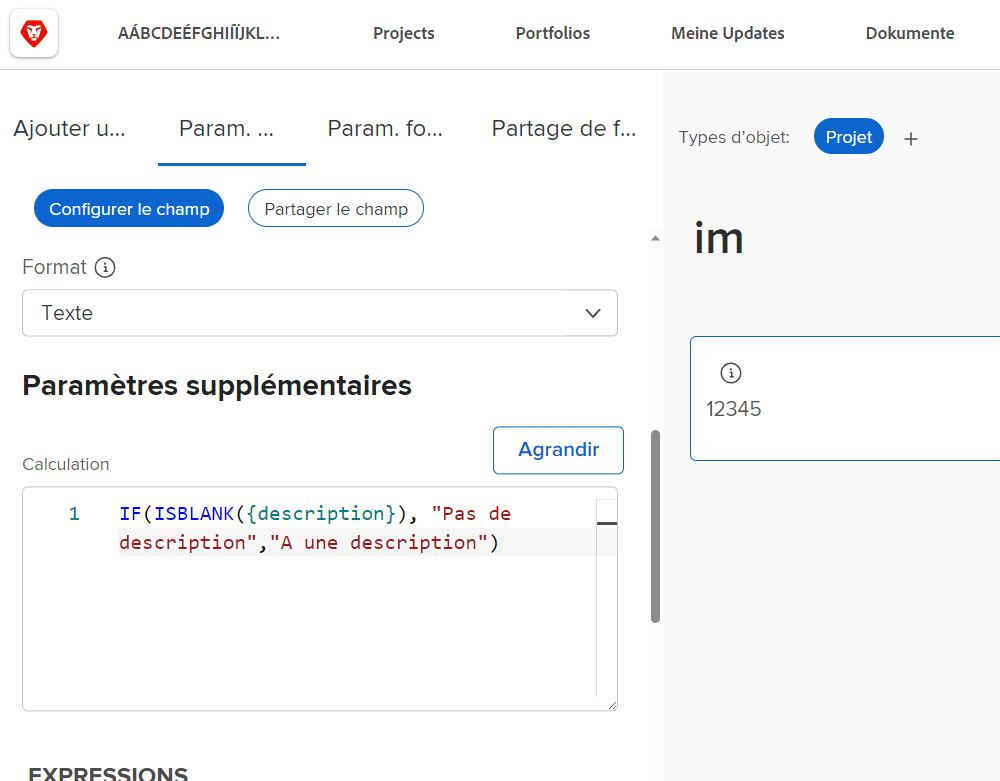 AÁBCDEÉFGHIÍÏJKL... Projects Portfolios Meine Updates Dokumente
Ajouter u... Param. ... Param. fo... Partage de f...
Types d’objet: Projet
Configurer le champ Partager le champ
im
Format
Texte
12345
Paramètres supplémentaires
Agrandir
Calculation
1 IF(ISBLANK({description}), "Pas de
description","A une description")
EXPRESSIONS